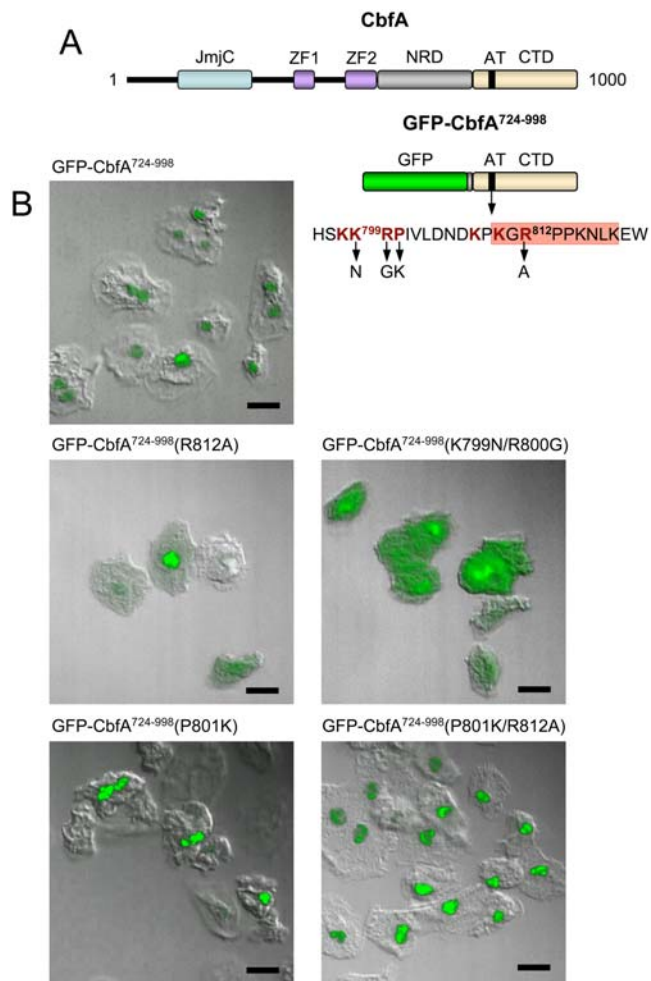 A
CbfA
JmjC ZF1 ZF2 NRD AT CTD
1 1000
GFP-CbfA724-998
GFP AT CTD
HSKK799RPIVLDNDKPKGR812PPKNLKEW
N GK A
B
GFP-CbfA724-998
GFP-CbfA724-998(R812A)
GFP-CbfA724-998(K799N/R800G)
GFP-CbfA724-998(P801K)
GFP-CbfA724-998(P801K/R812A)